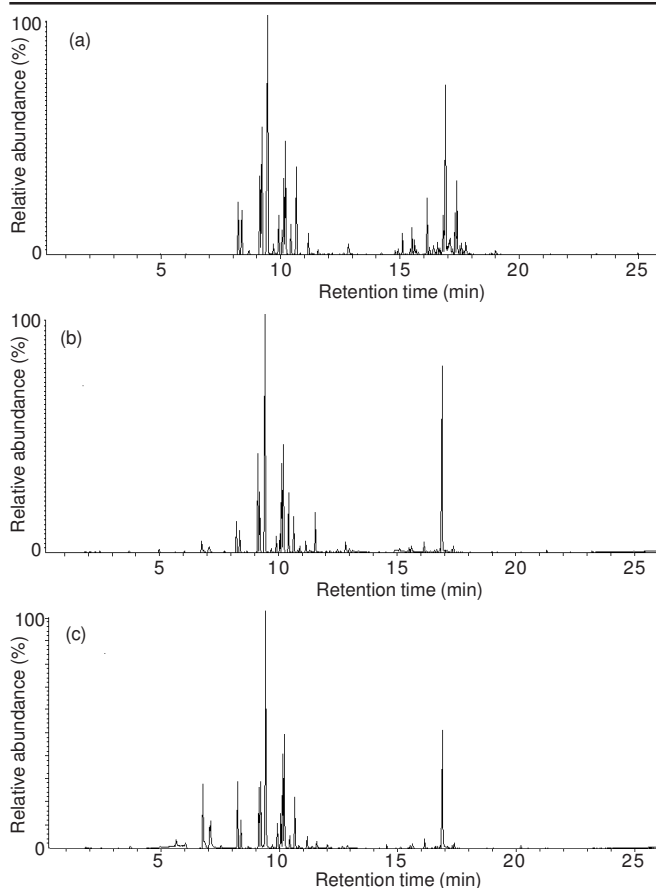 100
(a)
Relative abundance (%)
0
5 10 15 20 25
Retention time (min)
100
(b)
Relative abundance (%)
0
5 10 15 20 25
Retention time (min)
100
(c)
Relative abundance (%)
0
5 10 15 20 25
Retention time (min)